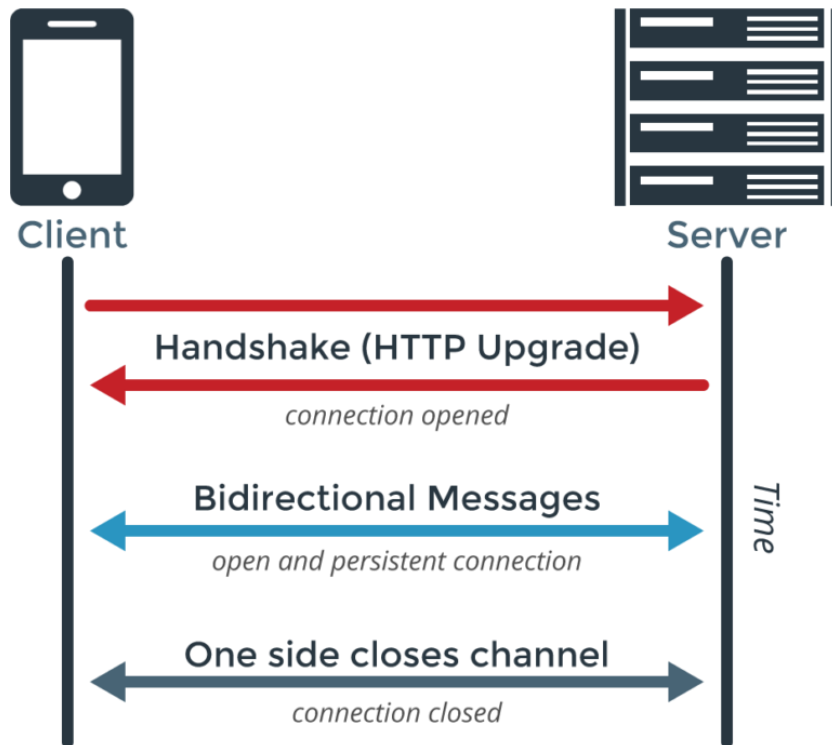 Client
Server
Handshake (HTTP Upgrade)
connection opened
Bidirectional Messages
open and persistent connection
Time
One side closes channel
connection closed